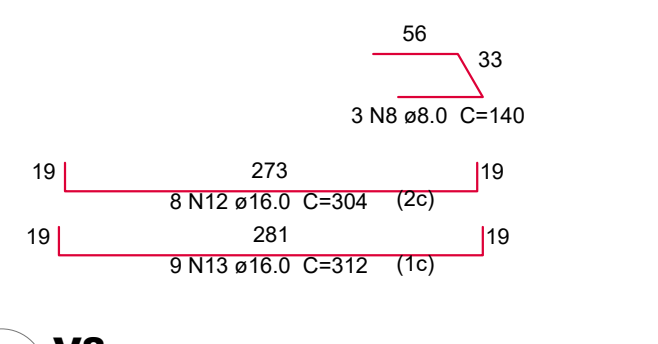 56
33
3 N8 ø8.0 C=140
19 273 19
8 N12 ø16.0 C=304 (2c)
19 281 19
9 N13 ø16.0 C=312 (1c)